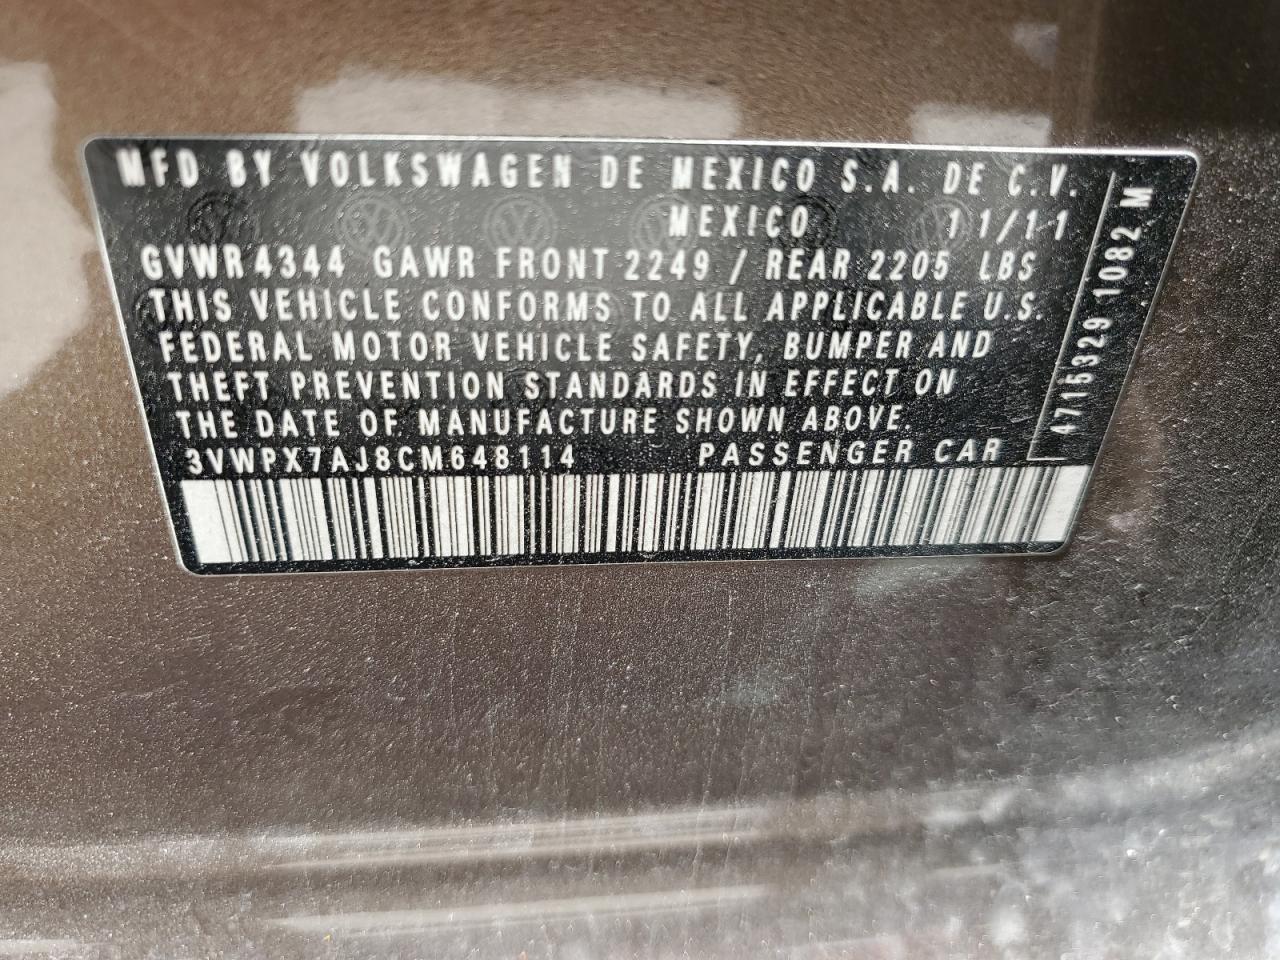 MFD BY VOLKSWAGEN DE MEXICO S.A. DE C.V.
MEXICO 11/11
GVWR 4344 GAWR FRONT 2249 / REAR 2205 LBS
THIS VEHICLE CONFORMS TO ALL APPLICABLE U.S.
FEDERAL MOTOR VEHICLE SAFETY, BUMPER AND
THEFT PREVENTION STANDARDS IN EFFECT ON
THE DATE OF MANUFACTURE SHOWN ABOVE.
3VWPX7AJ8CM648114 PASSENGER CAR
4715329 1082 M